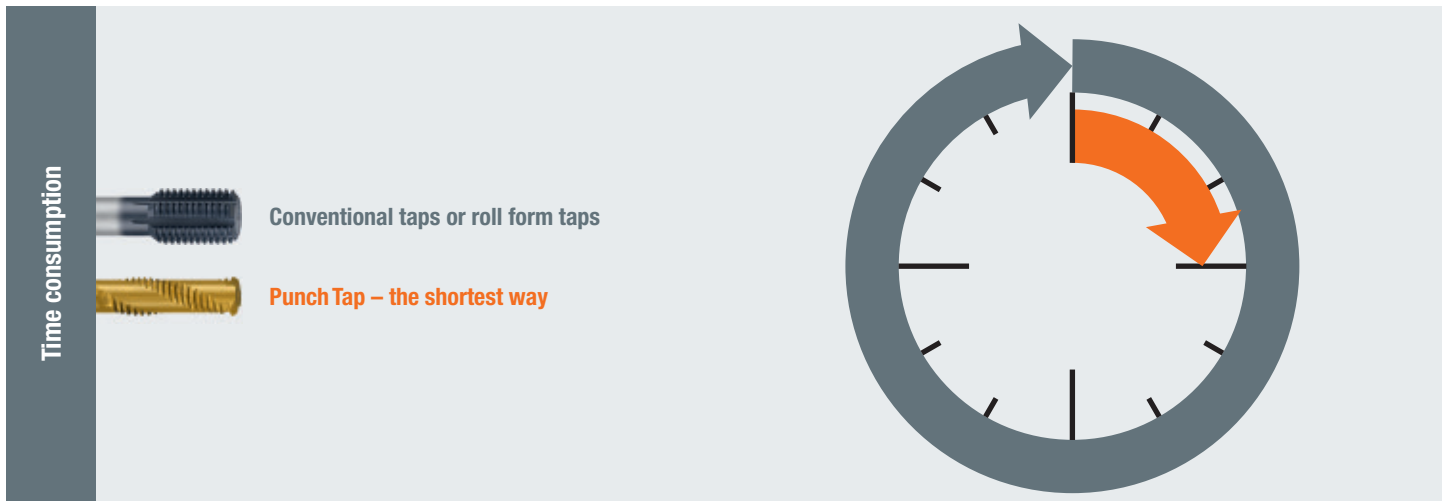 Time consumption
Conventional taps or roll form taps
Punch Tap – the shortest way